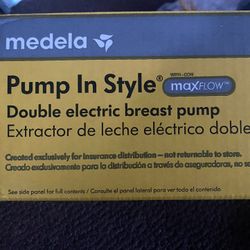 medela
Pump In Style® WITH · CON maxFLOW™
Double electric breast pump
Extractor de leche eléctrico doble
Created exclusively for insurance distribution – not returnable to store.
Creado exclusivamente para la distribución a través de aseguradoras, no se
See side panel for full contents / Consulte el panel lateral para ver todo el contenido